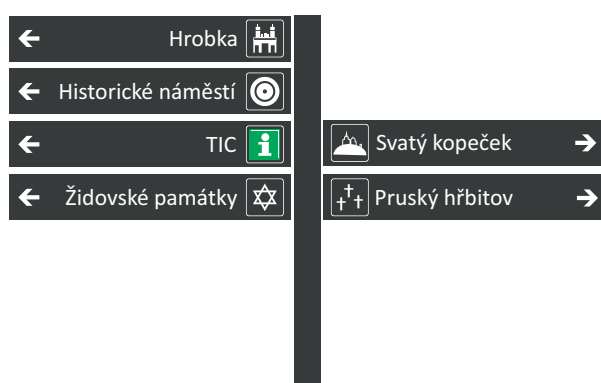 Hrobka
Historické náměstí
TIC
Židovské památky
Svatý kopeček
Pruský hřbitov